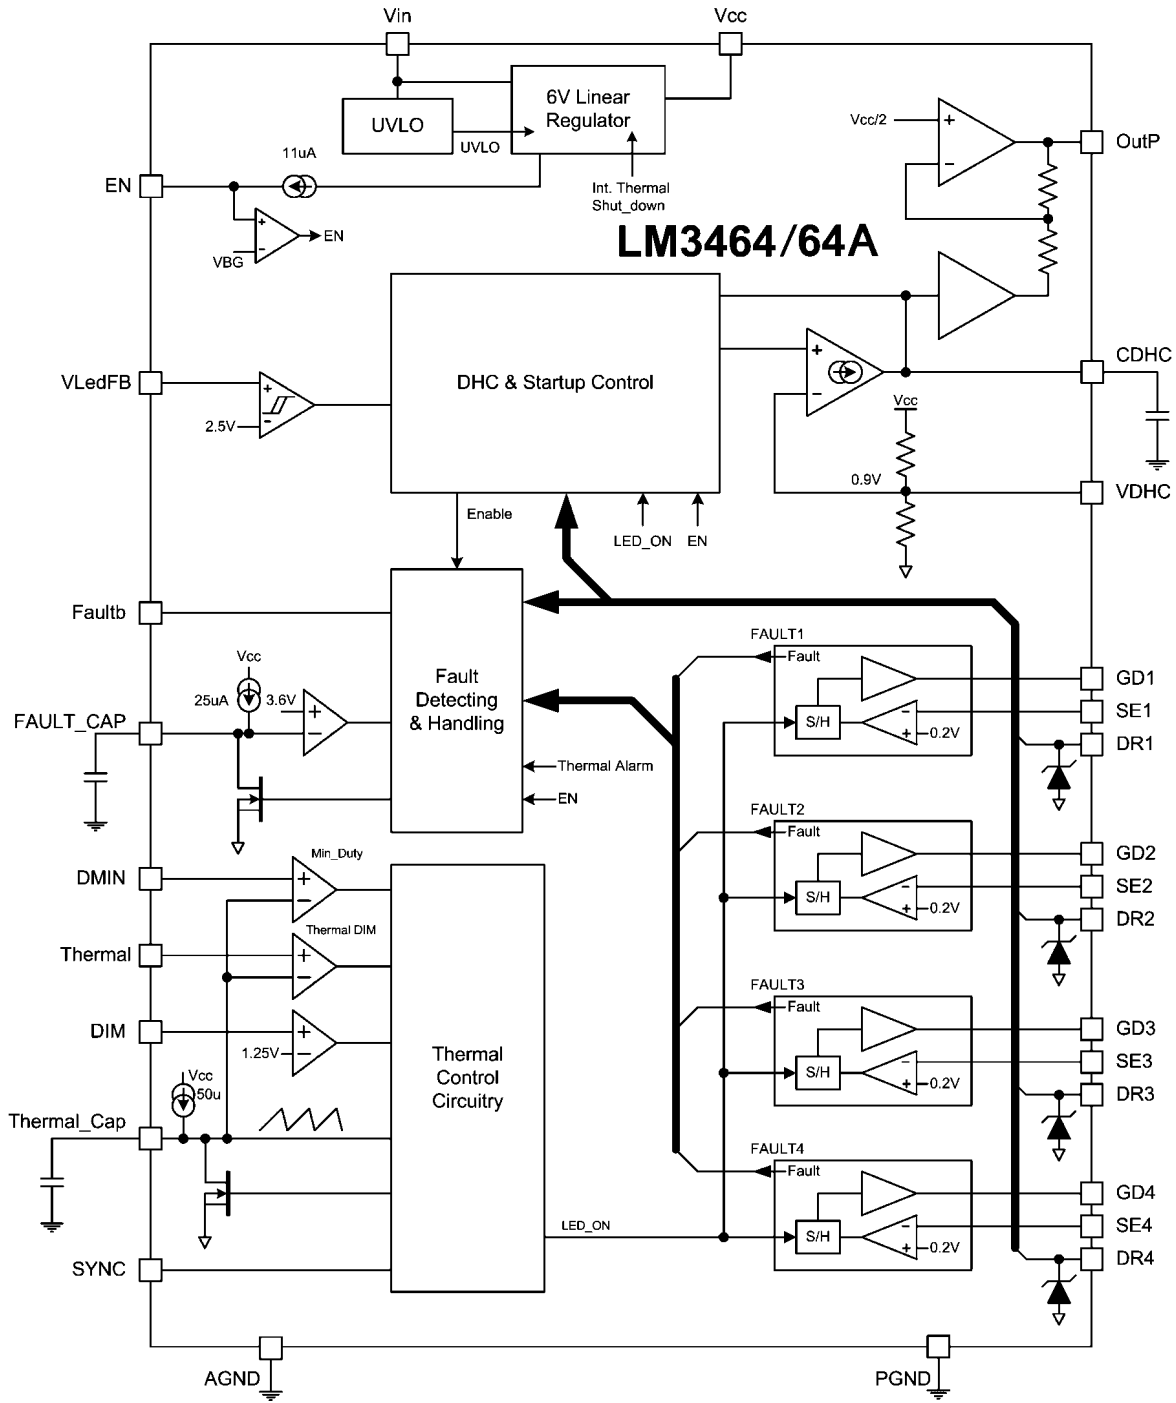 Vin
Vcc
6V Linear
Regulator
UVLO
UVLO
11uA
Int. Thermal
Shut_down
EN
+
-
VBG
EN
LM3464/64A
Vcc/2
+
-
OutP
DHC & Startup Control
VLedFB
+
-
2.5V
+
-
CDHC
Vcc
0.9V
VDHC
Enable
LED_ON
EN
Faultb
Fault
Detecting
& Handling
Vcc
25uA
3.6V
+
-
FAULT_CAP
Thermal Alarm
EN
FAULT1
Fault
S/H
-
+
0.2V
GD1
SE1
DR1
FAULT2
Fault
S/H
-
+
0.2V
GD2
SE2
DR2
DMIN
Min_Duty
+
-
Thermal
Thermal DIM
+
-
DIM
+
-
1.25V
Thermal
Control
Circuitry
Vcc
50u
Thermal_Cap
SYNC
LED_ON
FAULT3
Fault
S/H
-
+
0.2V
GD3
SE3
DR3
FAULT4
Fault
S/H
-
+
0.2V
GD4
SE4
DR4
AGND
PGND